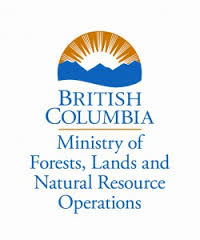 BRITISH
COLUMBIA
Ministry of
Forests, Lands and
Natural Resource
Operations